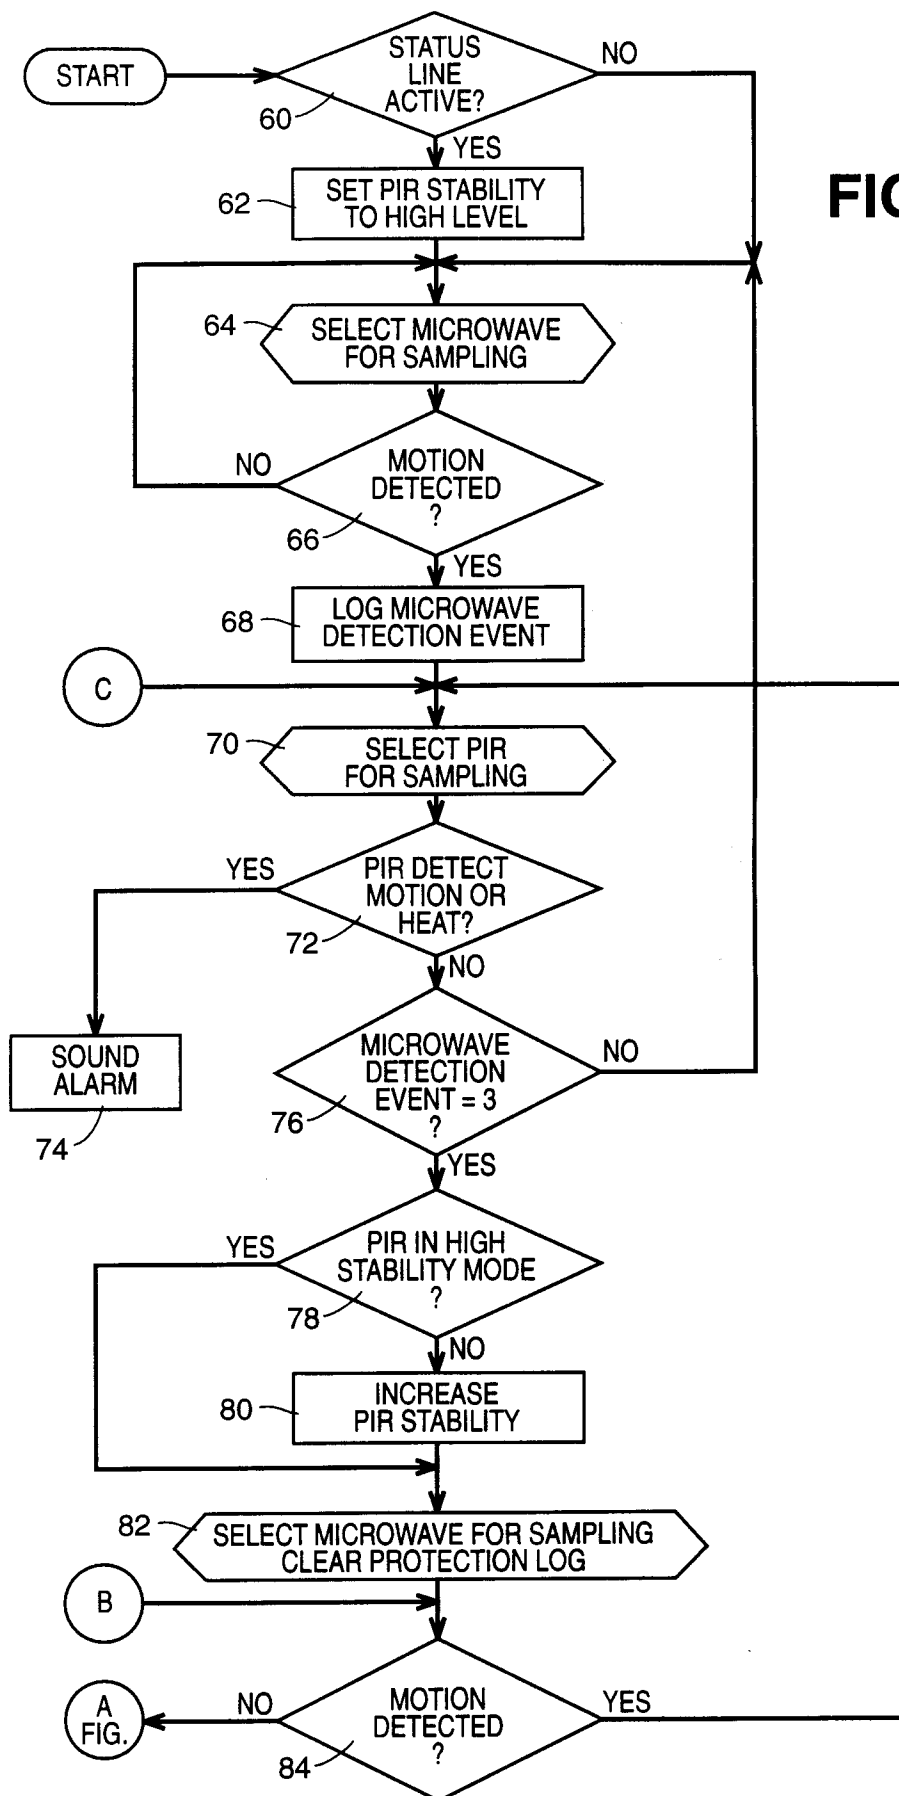 START
STATUS
LINE
ACTIVE?
NO
60
YES
62
SET PIR STABILITY
TO HIGH LEVEL
FIG
64
SELECT MICROWAVE
FOR SAMPLING
NO
MOTION
DETECTED
?
66
YES
68
LOG MICROWAVE
DETECTION EVENT
C
70
SELECT PIR
FOR SAMPLING
YES
PIR DETECT
MOTION OR
HEAT?
72
NO
SOUND
ALARM
74
MICROWAVE
DETECTION
EVENT = 3
?
NO
76
YES
YES
PIR IN HIGH
STABILITY MODE
?
78
NO
80
INCREASE
PIR STABILITY
82
SELECT MICROWAVE FOR SAMPLING
CLEAR PROTECTION LOG
B
A
FIG.
NO
MOTION
DETECTED
?
YES
84